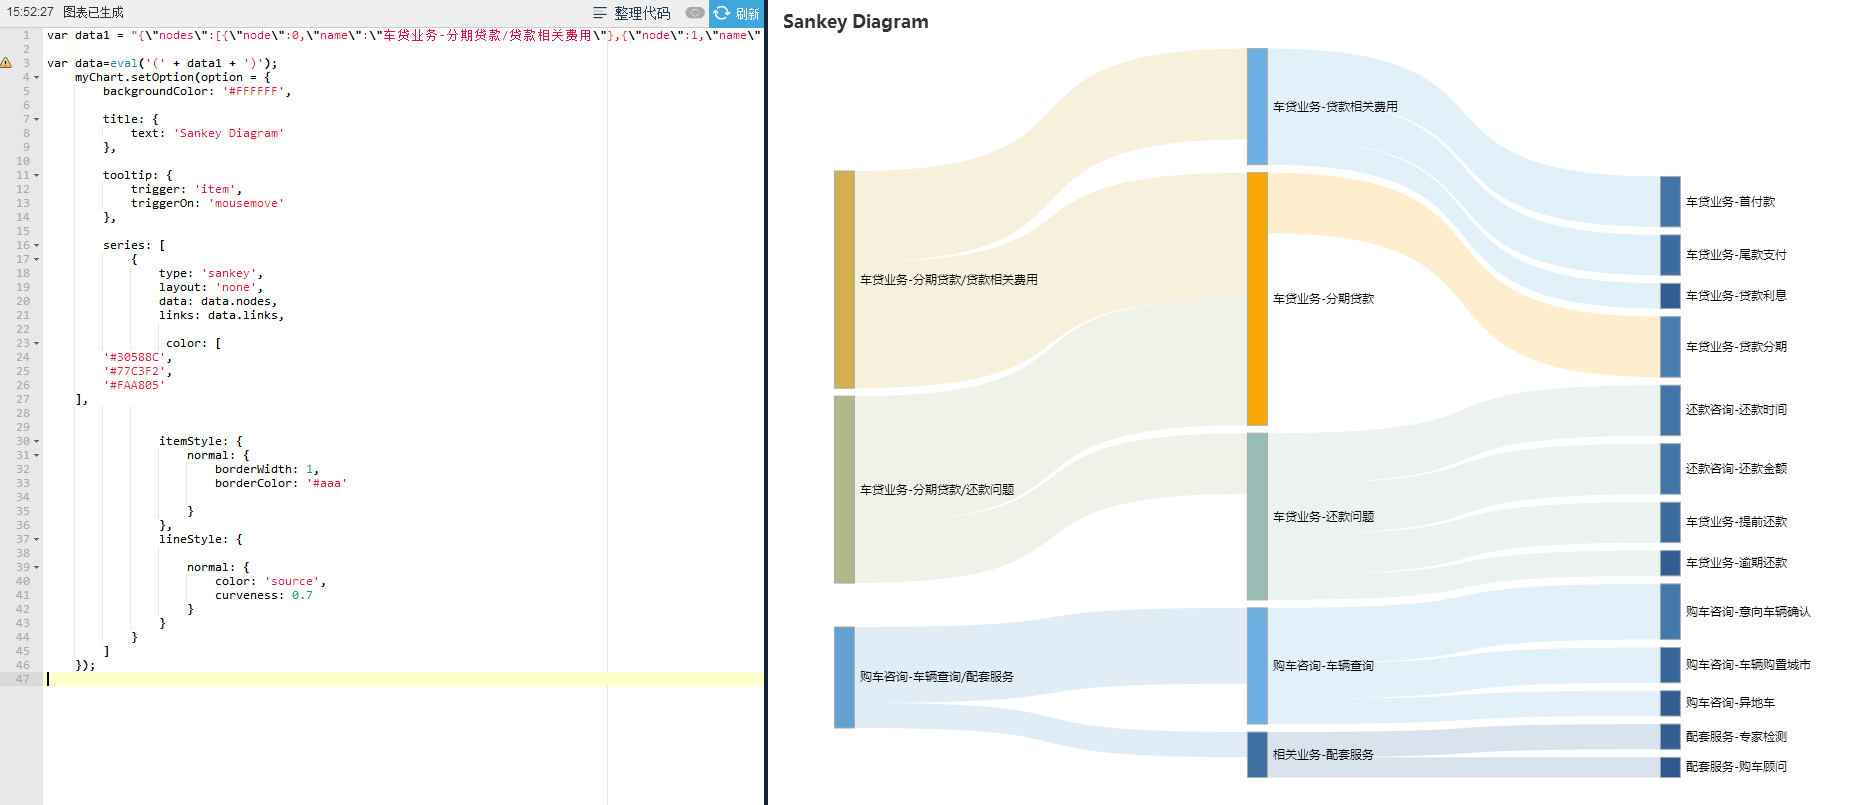 15:52:27 图表已生成
整理代码
刷新
1 var data1 = "{\"nodes\":[{\"node\":0,\"name\":\"车贷业务-分期贷款/贷款相关费用\"},{\"node\":1,\"name\"
2
3 var data=eval('(' + data1 + ')');
4 myChart.setOption(option = {
5 backgroundColor: '#FFFFFF',
6
7 title: {
8 text: 'Sankey Diagram'
9 },
10
11 tooltip: {
12 trigger: 'item',
13 triggerOn: 'mousemove'
14 },
15
16 series: [
17 {
18 type: 'sankey',
19 layout: 'none',
20 data: data.nodes,
21 links: data.links,
22
23 color: [
24 '#30588C',
25 '#77C3F2',
26 '#FAA805'
27 ],
28
29
30 itemStyle: {
31 normal: {
32 borderWidth: 1,
33 borderColor: '#aaa'
34
35 }
36 },
37 lineStyle: {
38
39 normal: {
40 color: 'source',
41 curveness: 0.7
42 }
43 }
44 }
45 ]
46 });
47
Sankey Diagram
车贷业务-分期贷款/贷款相关费用
车贷业务-分期贷款/还款问题
购车咨询-车辆查询/配套服务
车贷业务-贷款相关费用
车贷业务-分期贷款
车贷业务-还款问题
购车咨询-车辆查询
相关业务-配套服务
车贷业务-首付款
车贷业务-尾款支付
车贷业务-贷款利息
车贷业务-贷款分期
还款咨询-还款时间
还款咨询-还款金额
车贷业务-提前还款
车贷业务-逾期还款
购车咨询-意向车辆确认
购车咨询-车辆购置城市
购车咨询-异地车
配套服务-专家检测
配套服务-购车顾问